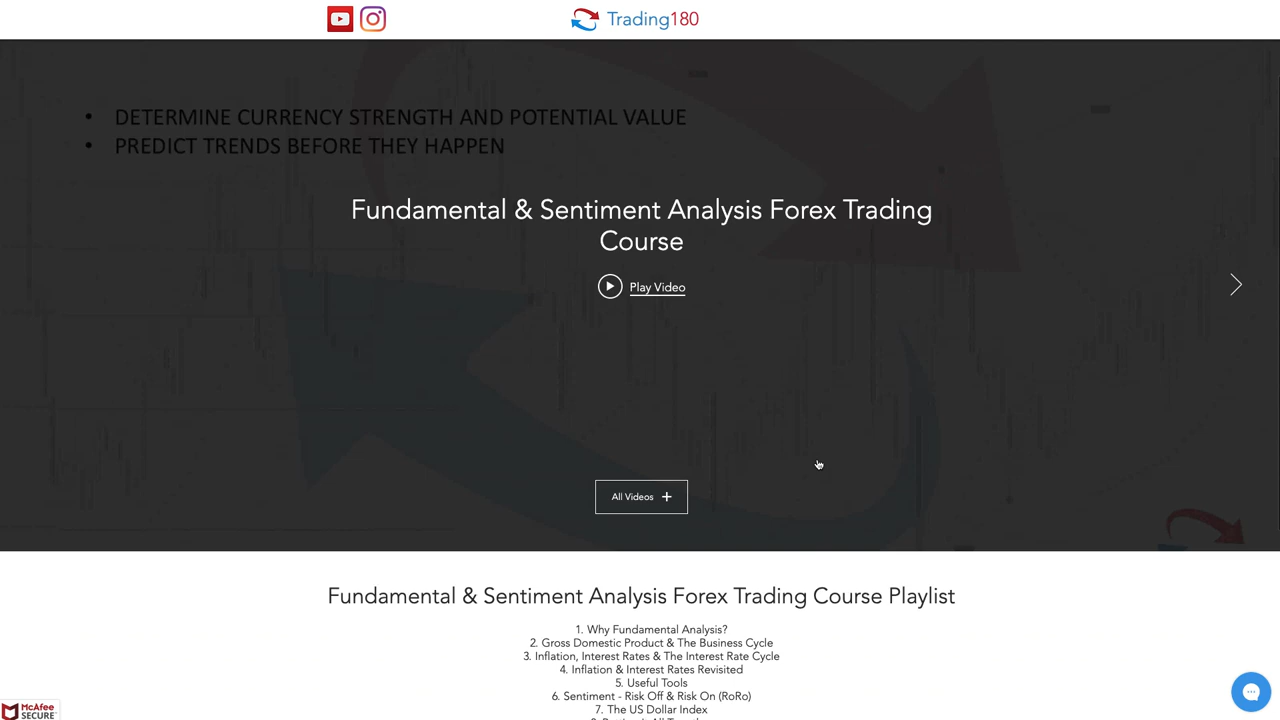 Trading180
• DETERMINE CURRENCY STRENGTH AND POTENTIAL VALUE
• PREDICT TRENDS BEFORE THEY HAPPEN
Fundamental & Sentiment Analysis Forex Trading
Course
Play Video
All Videos +
Fundamental & Sentiment Analysis Forex Trading Course Playlist
1. Why Fundamental Analysis?
2. Gross Domestic Product & The Business Cycle
3. Inflation, Interest Rates & The Interest Rate Cycle
4. Inflation & Interest Rates Revisited
5. Useful Tools
6. Sentiment - Risk Off & Risk On (RoRo)
7. The US Dollar Index
McAfee
SECURE